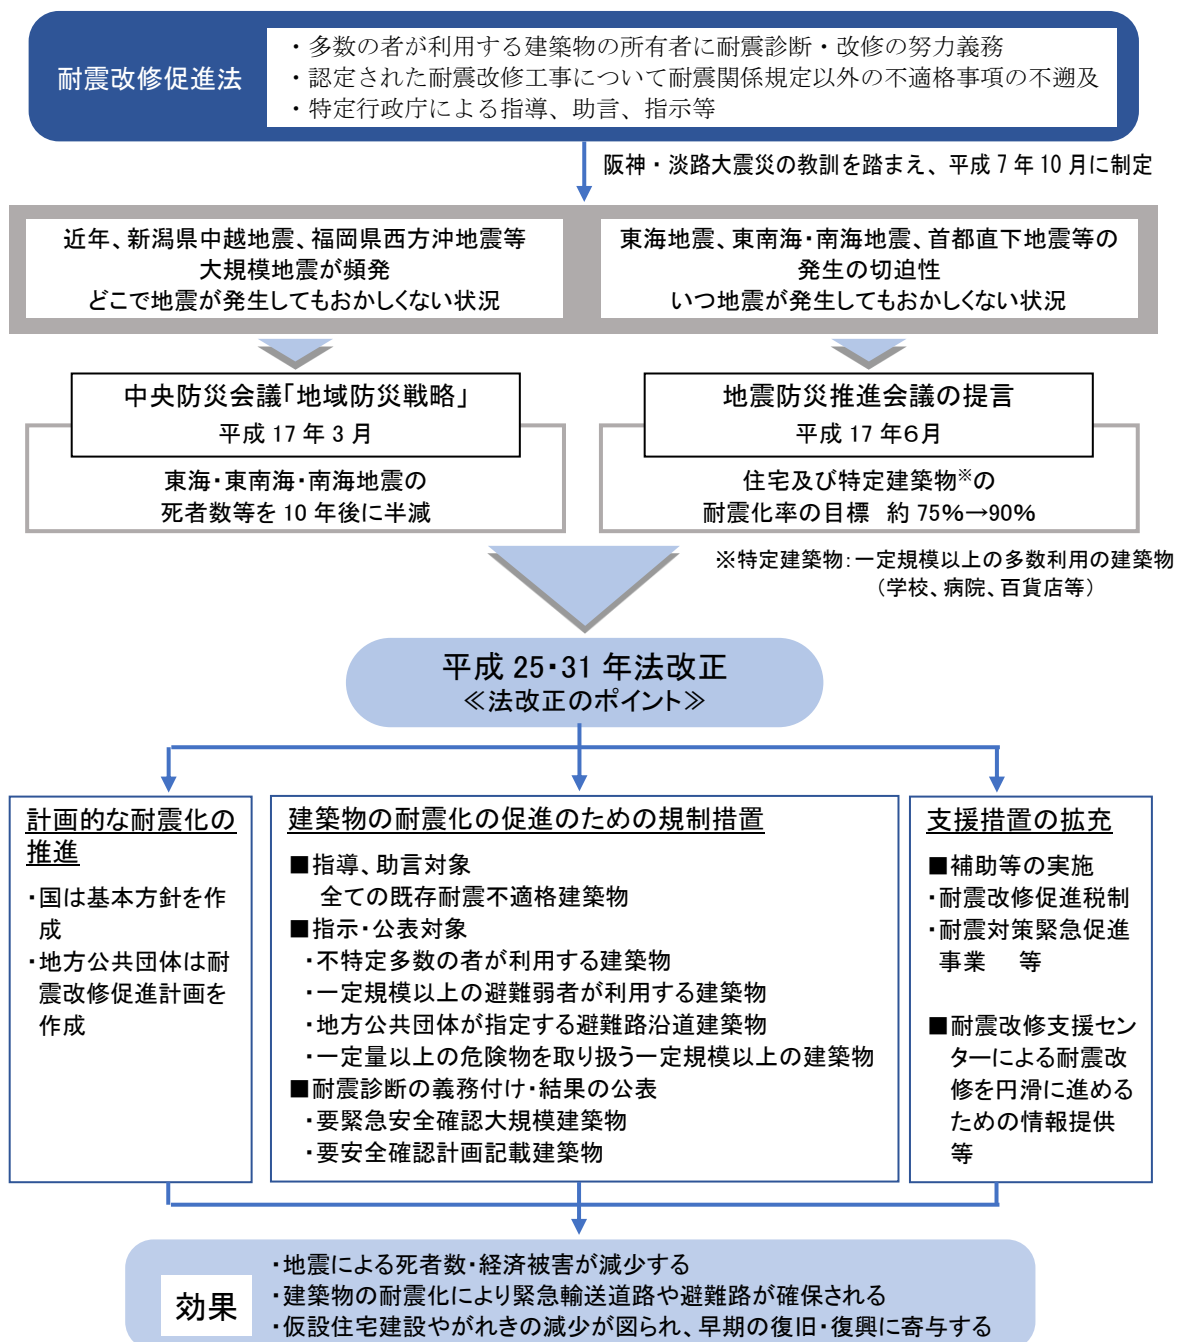 耐震改修促進法
・多数の者が利用する建築物の所有者に耐震診断・改修の努力義務
・認定された耐震改修工事について耐震関係規定以外の不適格事項の不遡及
・特定行政庁による指導、助言、指示等
阪神・淡路大震災の教訓を踏まえ、平成7年10月に制定
近年、新潟県中越地震、福岡県西方沖地震等
大規模地震が頻発
どこで地震が発生してもおかしくない状況
東海地震、東南海・南海地震、首都直下地震等の
発生の切迫性
いつ地震が発生してもおかしくない状況
中央防災会議「地域防災戦略」
平成17年3月
東海・東南海・南海地震の
死者数等を10年後に半減
地震防災推進会議の提言
平成17年6月
住宅及び特定建築物※の
耐震化率の目標 約75%→90%
※特定建築物:一定規模以上の多数利用の建築物
(学校、病院、百貨店等)
平成25・31年法改正
≪法改正のポイント≫
計画的な耐震化の
推進
・国は基本方針を作
成
・地方公共団体は耐
震改修促進計画を
作成
建築物の耐震化の促進のための規制措置
■指導、助言対象
全ての既存耐震不適格建築物
■指示・公表対象
・不特定多数の者が利用する建築物
・一定規模以上の避難弱者が利用する建築物
・地方公共団体が指定する避難路沿道建築物
・一定量以上の危険物を取り扱う一定規模以上の建築物
■耐震診断の義務付け・結果の公表
・要緊急安全確認大規模建築物
・要安全確認計画記載建築物
支援措置の拡充
■補助等の実施
・耐震改修促進税制
・耐震対策緊急促進
事業 等
■耐震改修支援セン
ターによる耐震改
修を円滑に進める
ための情報提供
等
効果
・地震による死者数・経済被害が減少する
・建築物の耐震化により緊急輸送道路や避難路が確保される
・仮設住宅建設やがれきの減少が図られ、早期の復旧・復興に寄与する